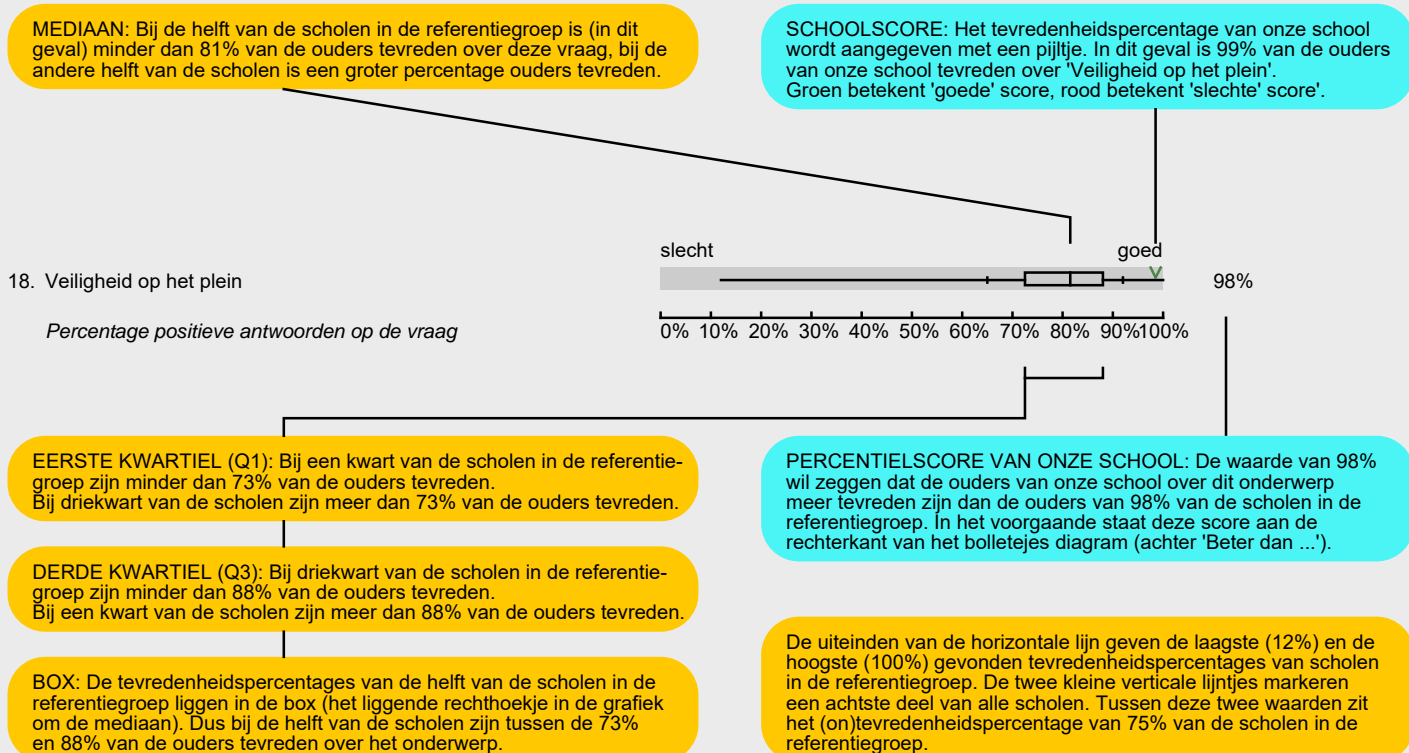 MEDIAAN: Bij de helft van de scholen in de referentiegroep is (in dit
geval) minder dan 81% van de ouders tevreden over deze vraag, bij de
andere helft van de scholen is een groter percentage ouders tevreden.
SCHOOLSCORE: Het tevredenheidspercentage van onze school
wordt aangegeven met een pijltje. In dit geval is 99% van de ouders
van onze school tevreden over 'Veiligheid op het plein'.
Groen betekent 'goede' score, rood betekent 'slechte' score'.
slecht goed
18. Veiligheid op het plein 98%
Percentage positieve antwoorden op de vraag
0% 10% 20% 30% 40% 50% 60% 70% 80% 90%100%
EERSTE KWARTIEL (Q1): Bij een kwart van de scholen in de referentie-
groep zijn minder dan 73% van de ouders tevreden.
Bij driekwart van de scholen zijn meer dan 73% van de ouders tevreden.
PERCENTIELSCORE VAN ONZE SCHOOL: De waarde van 98%
wil zeggen dat de ouders van onze school over dit onderwerp
meer tevreden zijn dan de ouders van 98% van de scholen in de
referentiegroep. In het voorgaande staat deze score aan de
rechterkant van het bolletejes diagram (achter 'Beter dan ...').
DERDE KWARTIEL (Q3): Bij driekwart van de scholen in de referentie-
groep zijn minder dan 88% van de ouders tevreden.
Bij een kwart van de scholen zijn meer dan 88% van de ouders tevreden.
BOX: De tevredenheidspercentages van de helft van de scholen in de
referentiegroep liggen in de box (het liggende rechthoekje in de grafiek
om de mediaan). Dus bij de helft van de scholen zijn tussen de 73%
en 88% van de ouders tevreden over het onderwerp.
De uiteinden van de horizontale lijn geven de laagste (12%) en de
hoogste (100%) gevonden tevredenheidspercentages van scholen
in de referentiegroep. De twee kleine verticale lijntjes markeren
een achtste deel van alle scholen. Tussen deze twee waarden zit
het (on)tevredenheidspercentage van 75% van de scholen in de
referentiegroep.